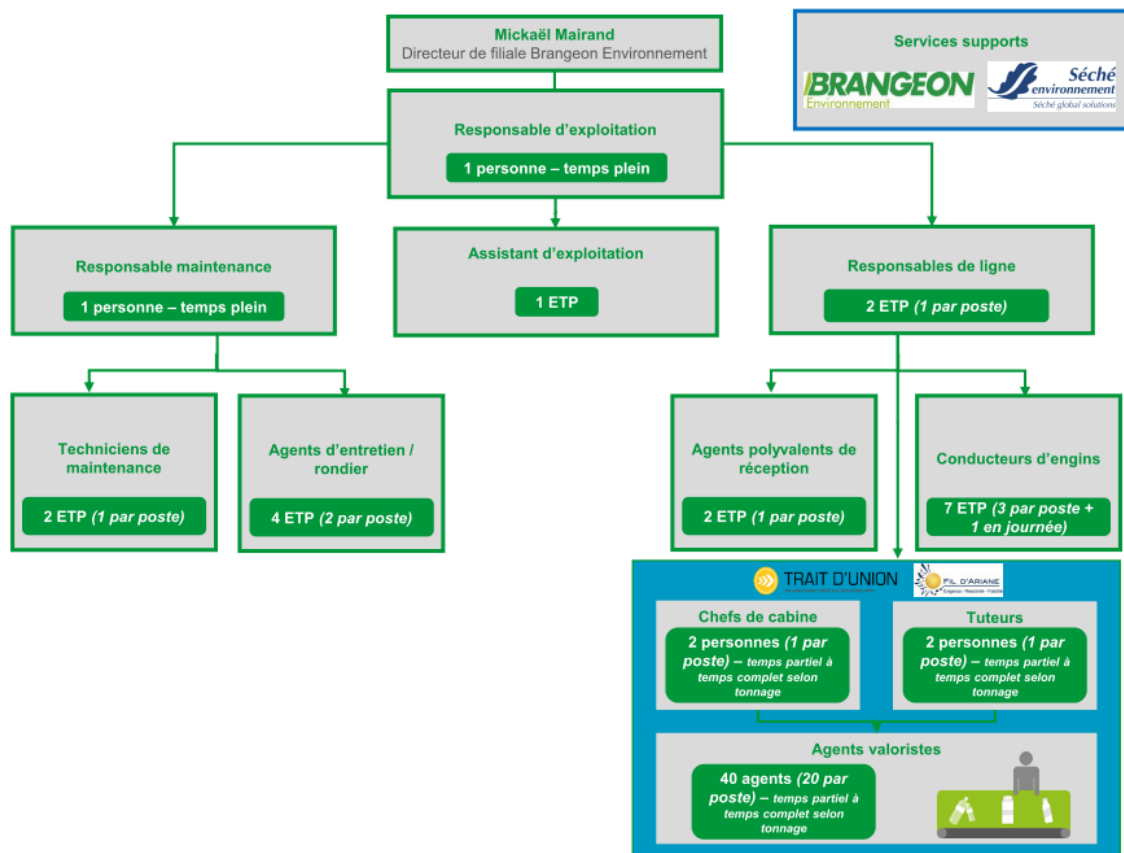 Mickaël Mairand
Directeur de filiale Brangeon Environnement
Services supports
BRANGEON
Environnement
Séché
environnement
Séché global solutions
Responsable d'exploitation
1 personne – temps plein
Responsable maintenance
1 personne – temps plein
Assistant d'exploitation
1 ETP
Responsables de ligne
2 ETP (1 par poste)
Techniciens de
maintenance
2 ETP (1 par poste)
Agents d'entretien /
rondier
4 ETP (2 par poste)
Agents polyvalents de
réception
2 ETP (1 par poste)
Conducteurs d'engins
7 ETP (3 par poste +
1 en journée)
TRAIT D'UNION
FIL D'ARIANE
Chefs de cabine
2 personnes (1 par
poste) – temps partiel à
temps complet selon
tonnage
Tuteurs
2 personnes (1 par
poste) – temps partiel à
temps complet selon
tonnage
Agents valoristes
40 agents (20 par
poste) – temps partiel à
temps complet selon
tonnage